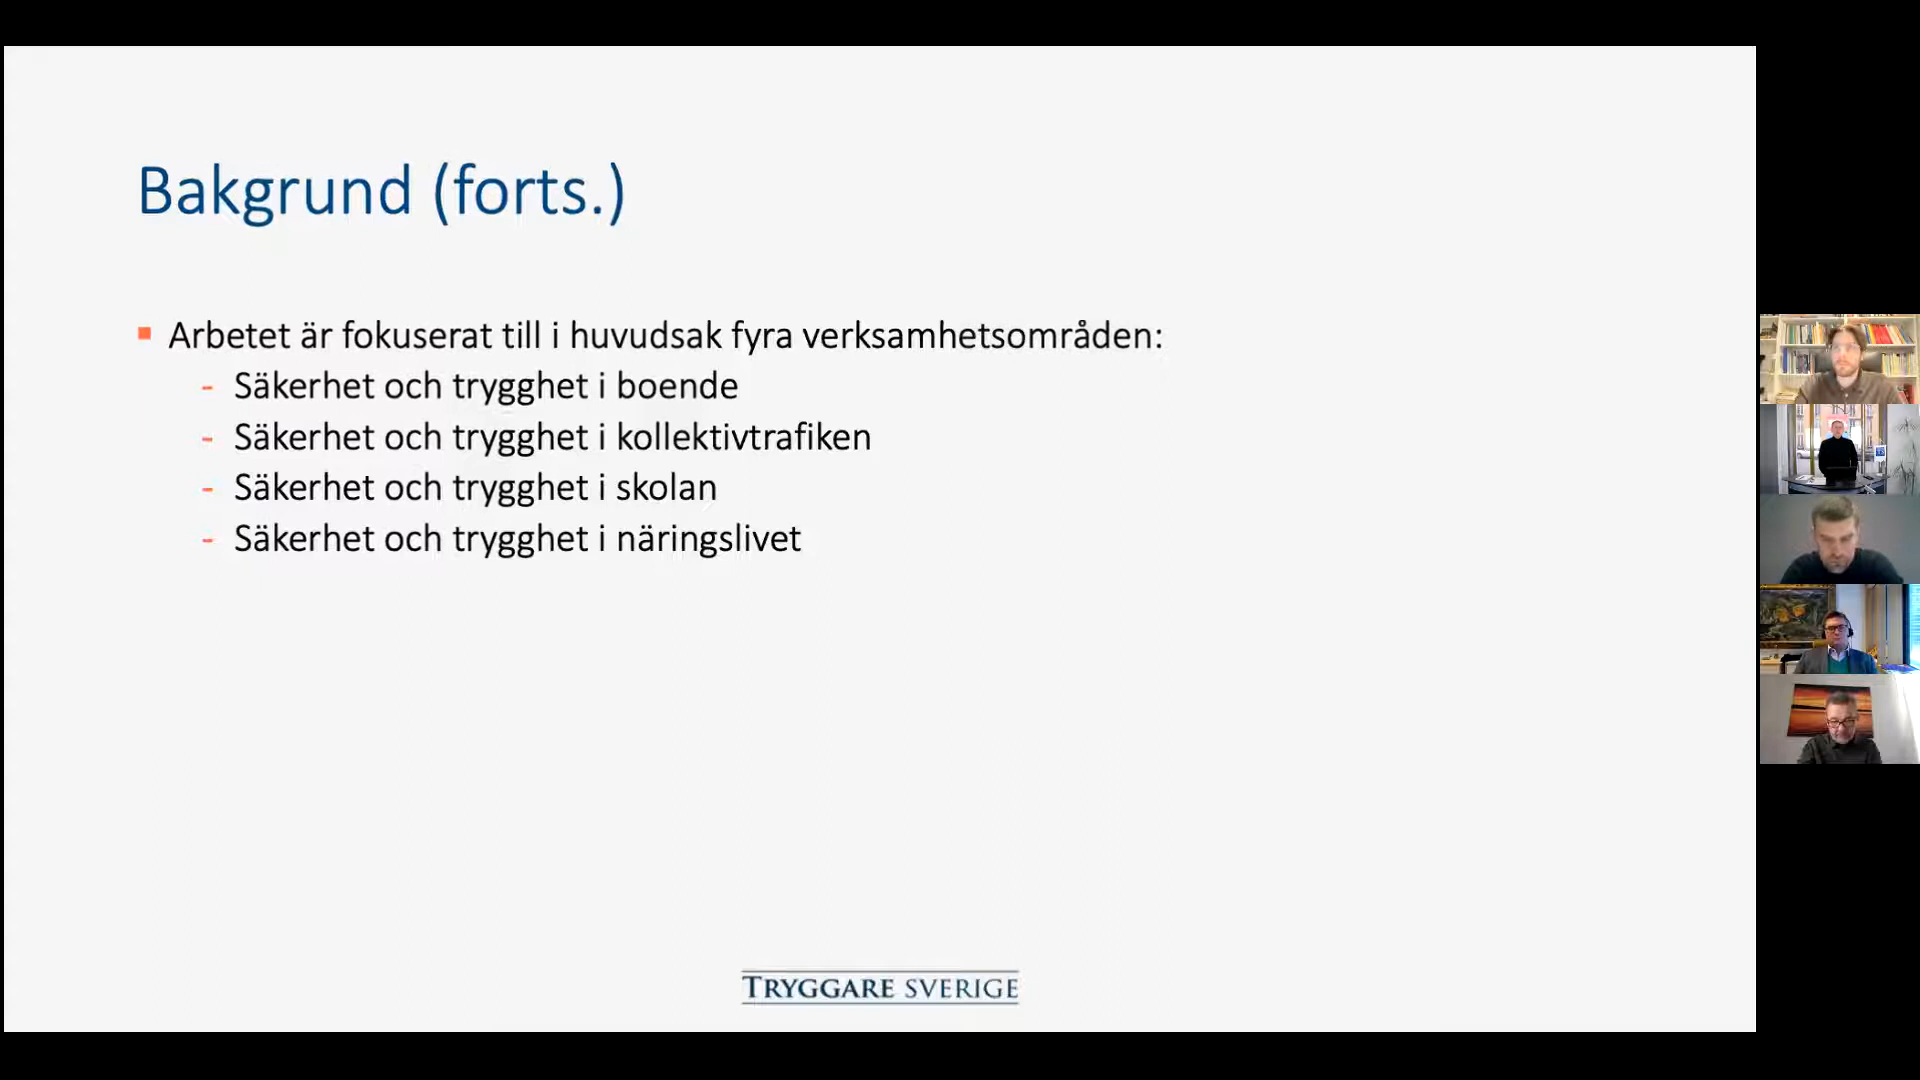 Bakgrund (forts.)
Arbetet är fokuserat till i huvudsak fyra verksamhetsområden:
- Säkerhet och trygghet i boende
- Säkerhet och trygghet i kollektivtrafiken
- Säkerhet och trygghet i skolan
- Säkerhet och trygghet i näringslivet
TRYGGARE SVERIGE